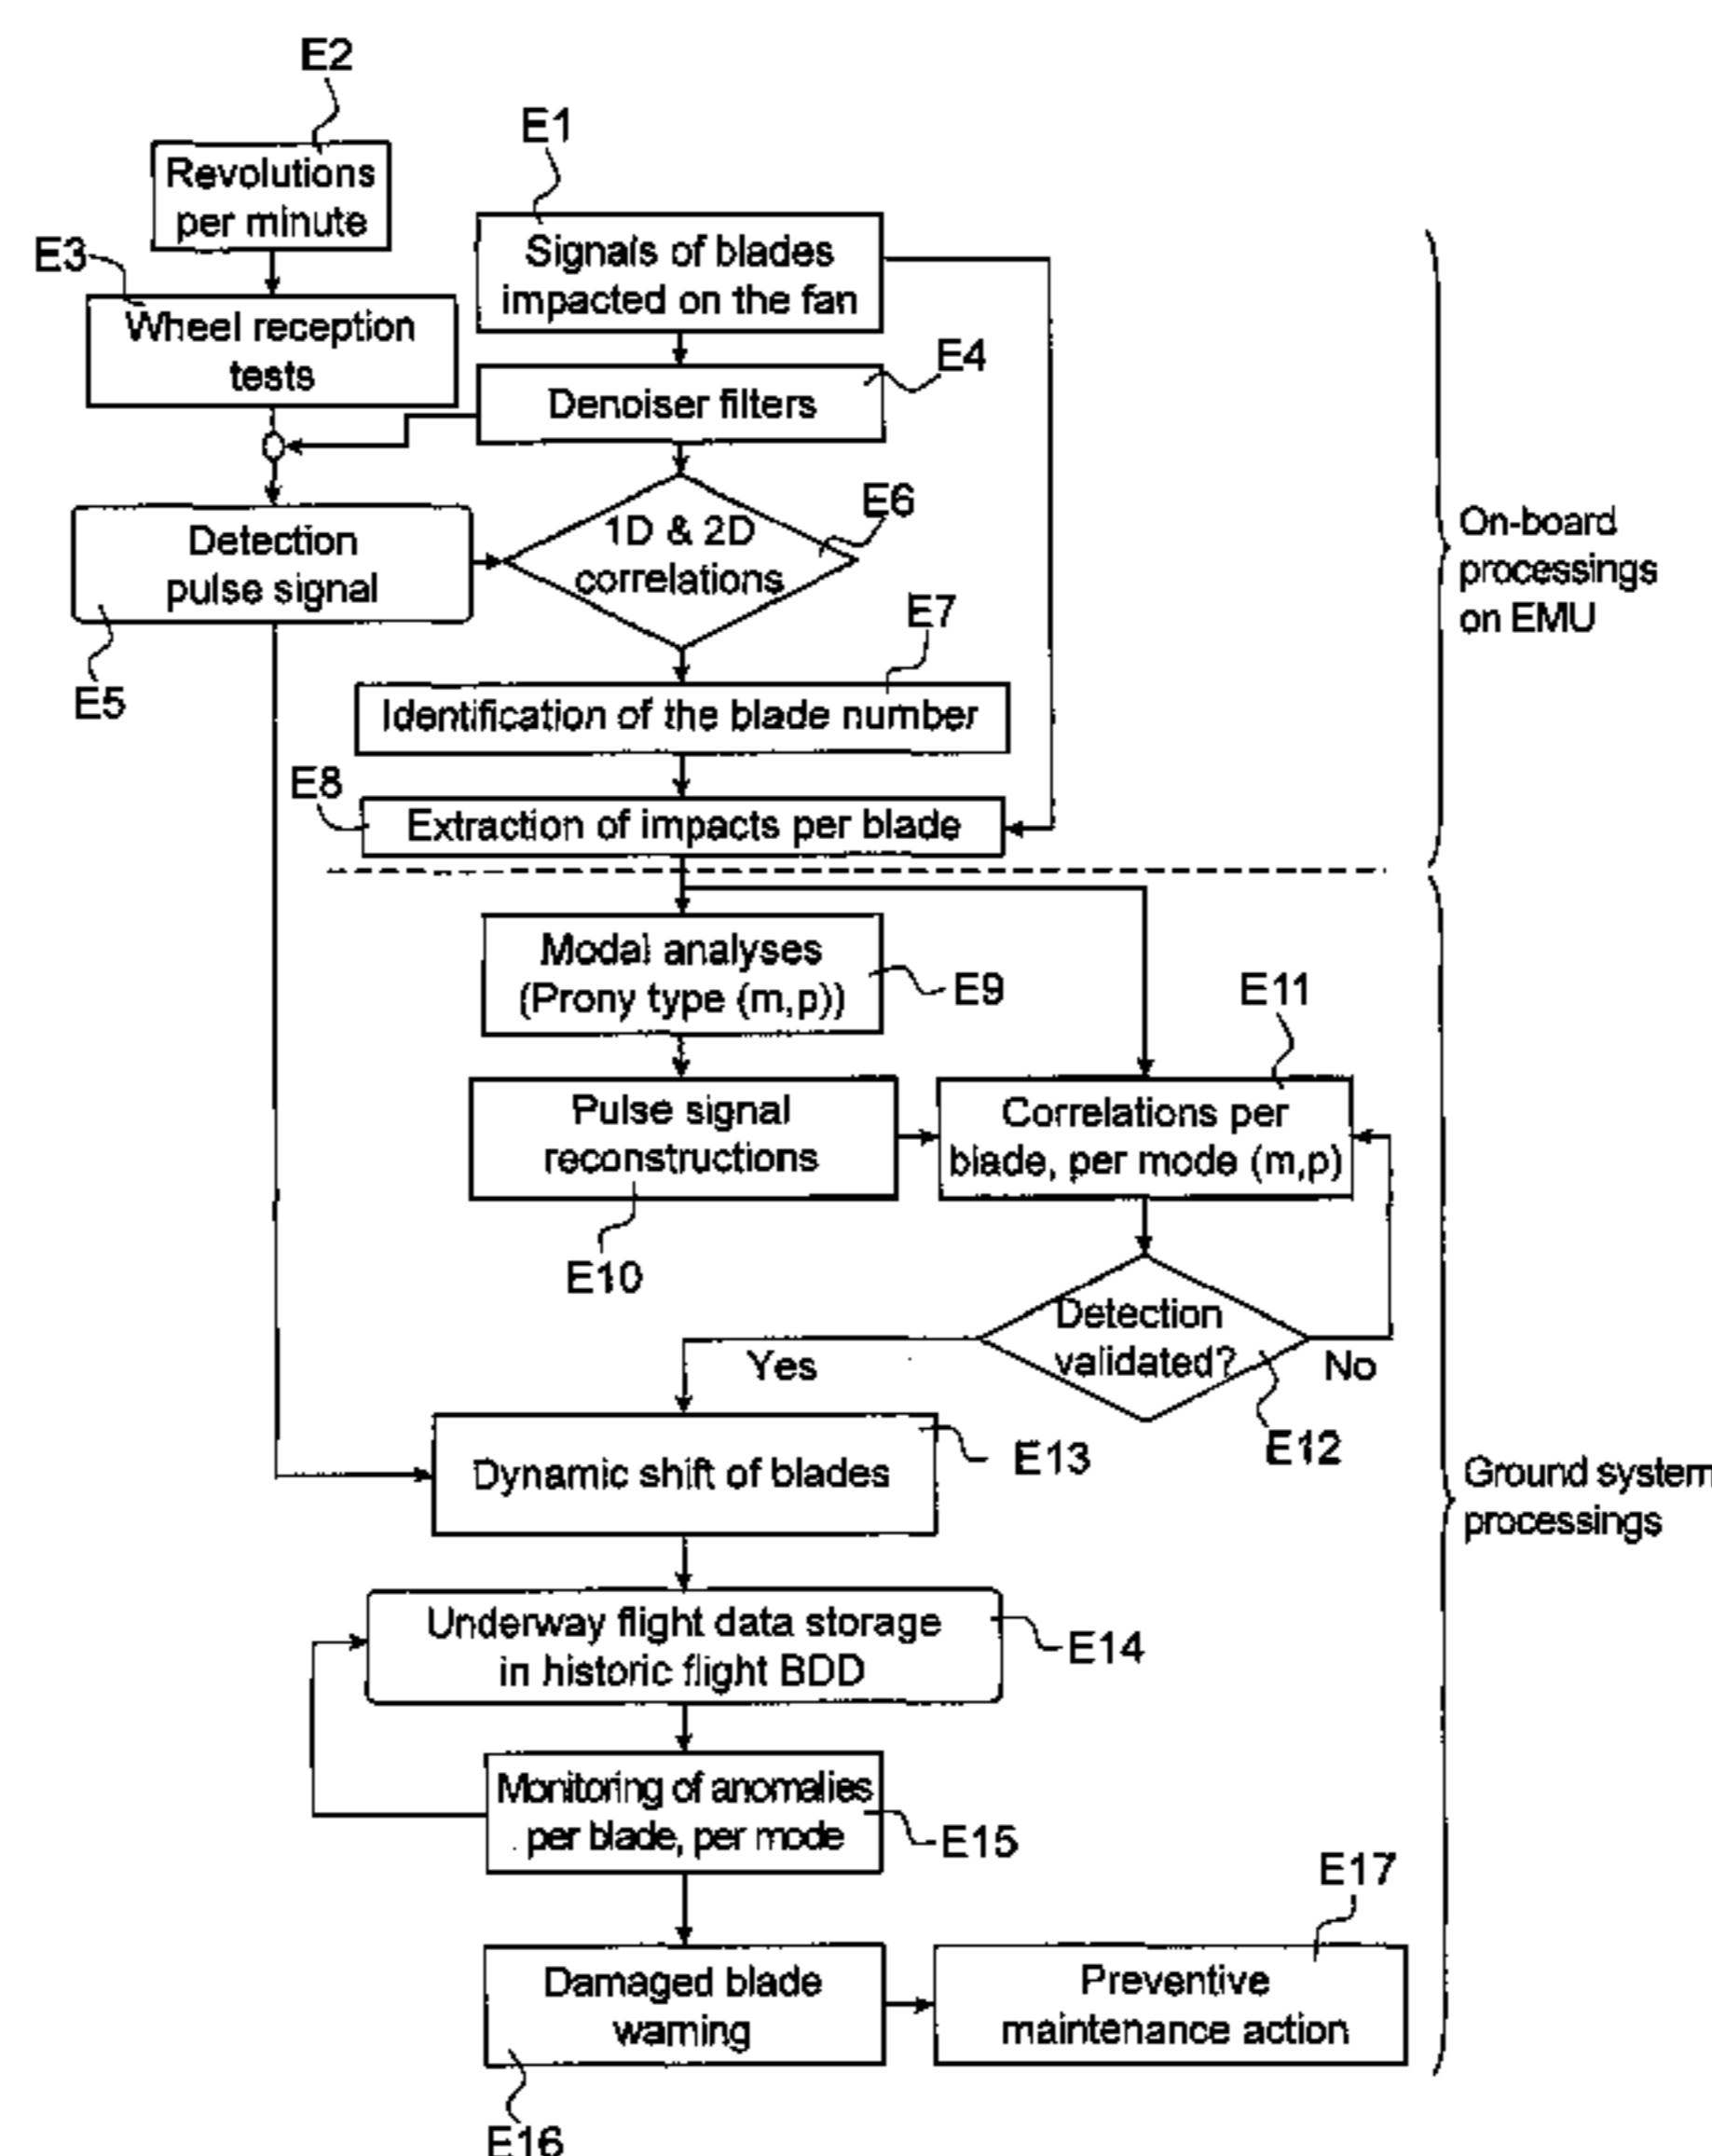 E2
Revolutions
per minute
E1
Signals of blades
impacted on the fan
E3
Wheel reception
tests
E4
Denoiser filters
E6
1D & 2D
correlations
Detection
pulse signal
E5
On-board
processings
on EMU
E7
Identification of the blade number
E8
Extraction of impacts per blade
Modal analyses
(Prony type (m,p))
E9
E11
Pulse signal
reconstructions
E10
Correlations per
blade, per mode (m,p)
Detection
validated?
Yes
No
E12
E13
Dynamic shift of blades
Ground system
processings
Underway flight data storage
in historic flight BDD
E14
Monitoring of anomalies
per blade, per mode
E15
E17
Damaged blade
warning
E16
Preventive
maintenance action